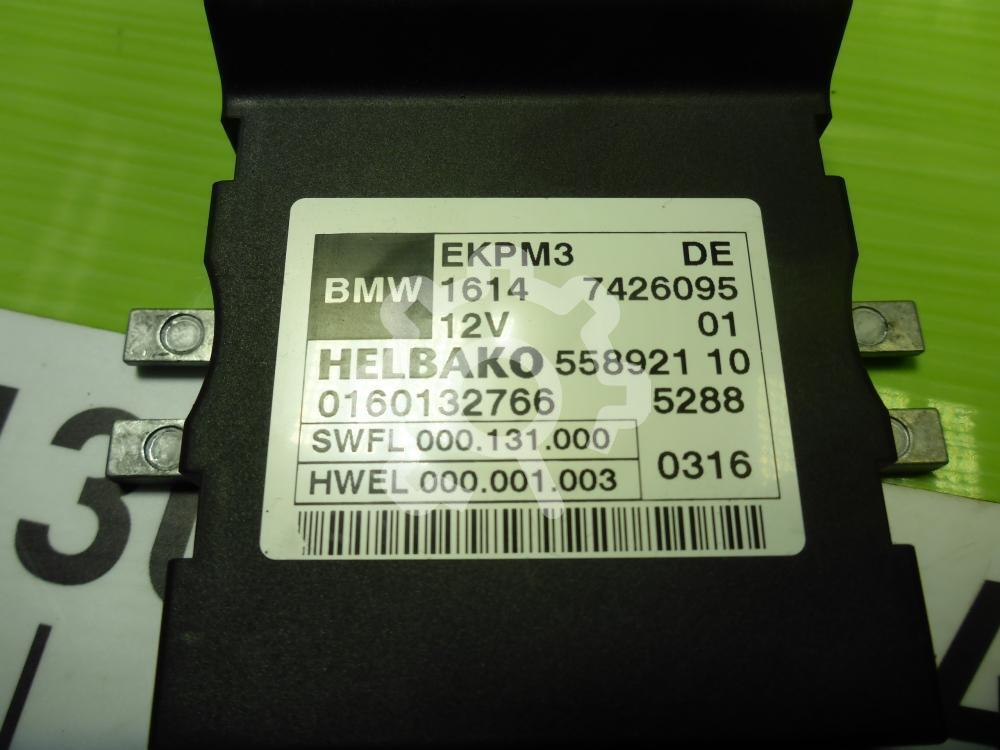 EKPM3 DE
BMW 1614 7426095
12V 01
HELBAKO 558921 10
0160132766 5288
SWFL 000.131.000
HWEL 000.001.003 0316